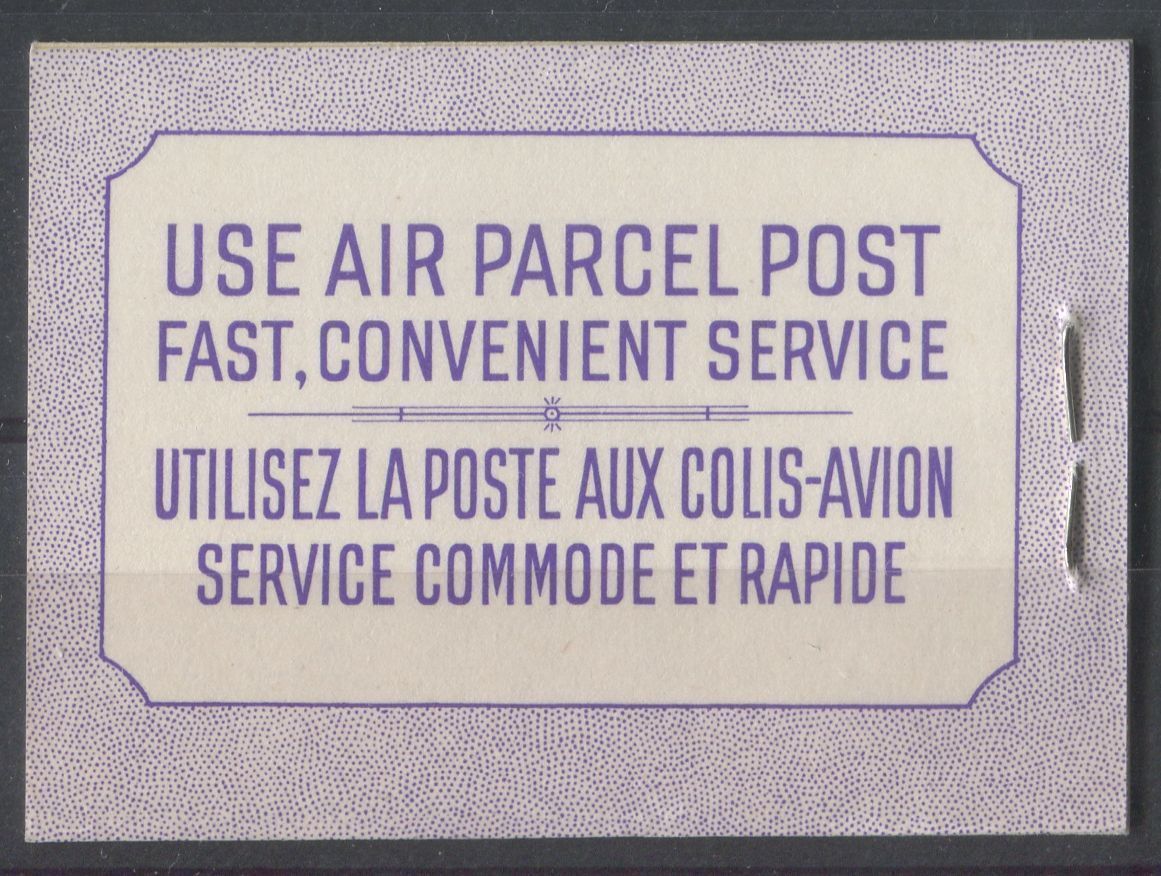 USE AIR PARCEL POST
FAST, CONVENIENT SERVICE
UTILISEZ LA POSTE AUX COLIS-AVION
SERVICE COMMODE ET RAPIDE